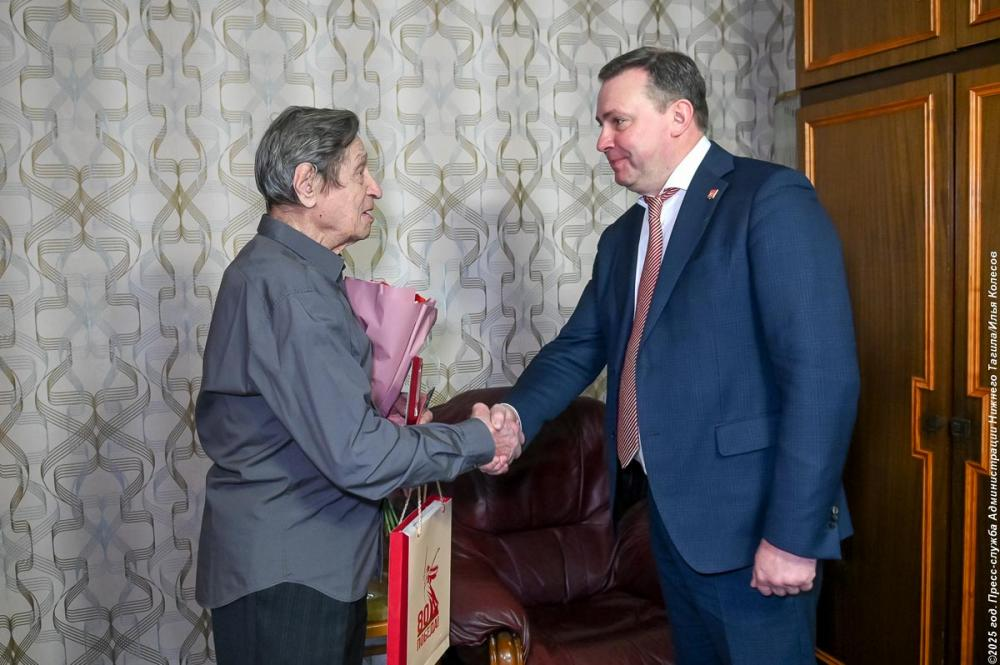 80
ПОБЕДА!
©2025 год. Пресс-служба Администрации Нижнего Тагила/Илья Колесов